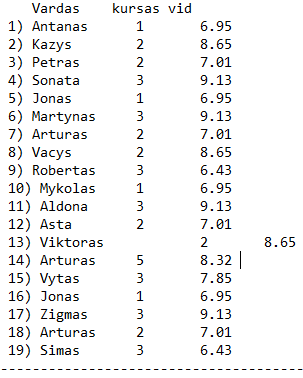 Vardas kursas vid
1) Antanas 1 6.95
2) Kazys 2 8.65
3) Petras 2 7.01
4) Sonata 3 9.13
5) Jonas 1 6.95
6) Martynas 3 9.13
7) Arturas 2 7.01
8) Vacys 2 8.65
9) Robertas 3 6.43
10) Mykolas 1 6.95
11) Aldona 3 9.13
12) Asta 2 7.01
13) Viktoras 2 8.65
14) Arturas 5 8.32
15) Vytas 3 7.85
16) Jonas 1 6.95
17) Zigmas 3 9.13
18) Arturas 2 7.01
19) Simas 3 6.43
--------------------------------------